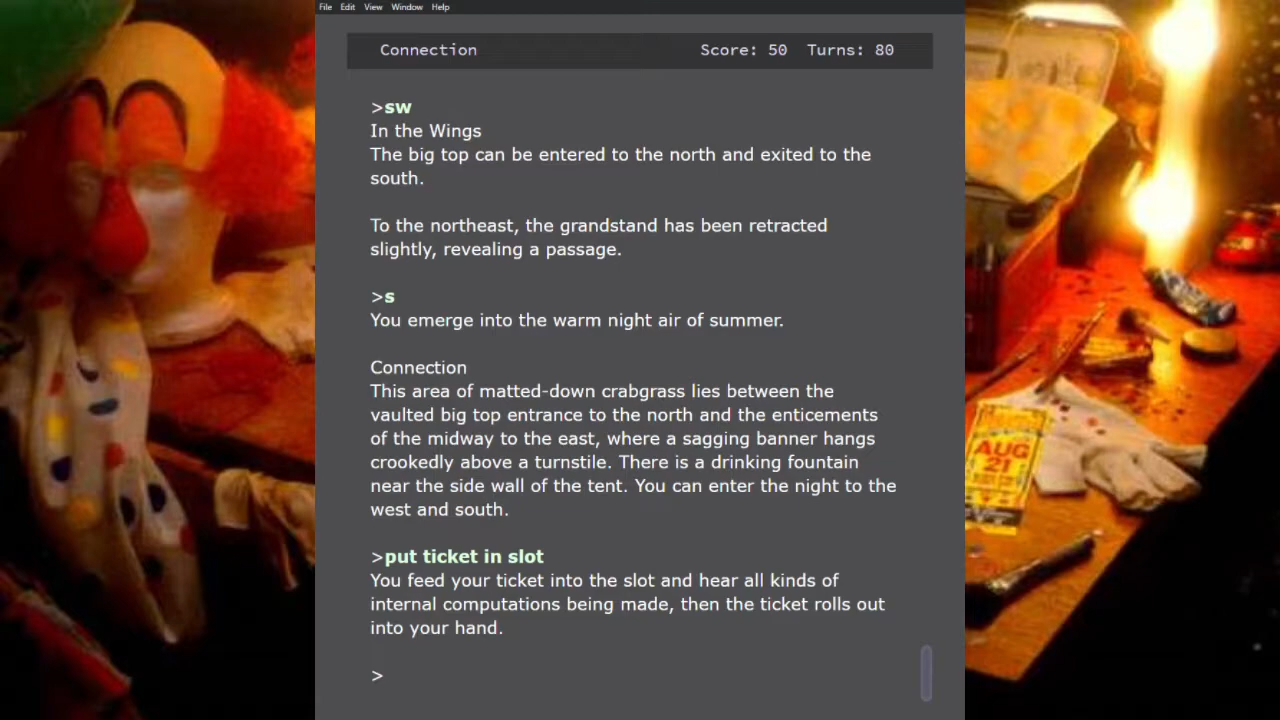 File Edit View Window Help
Connection Score: 50 Turns: 80
>sw
In the Wings
The big top can be entered to the north and exited to the
south.
To the northeast, the grandstand has been retracted
slightly, revealing a passage.
>s
You emerge into the warm night air of summer.
Connection
This area of matted-down crabgrass lies between the
vaulted big top entrance to the north and the enticements
of the midway to the east, where a sagging banner hangs
crookedly above a turnstile. There is a drinking fountain
near the side wall of the tent. You can enter the night to the
west and south.
>put ticket in slot
You feed your ticket into the slot and hear all kinds of
internal computations being made, then the ticket rolls out
into your hand.
>
AUG
21